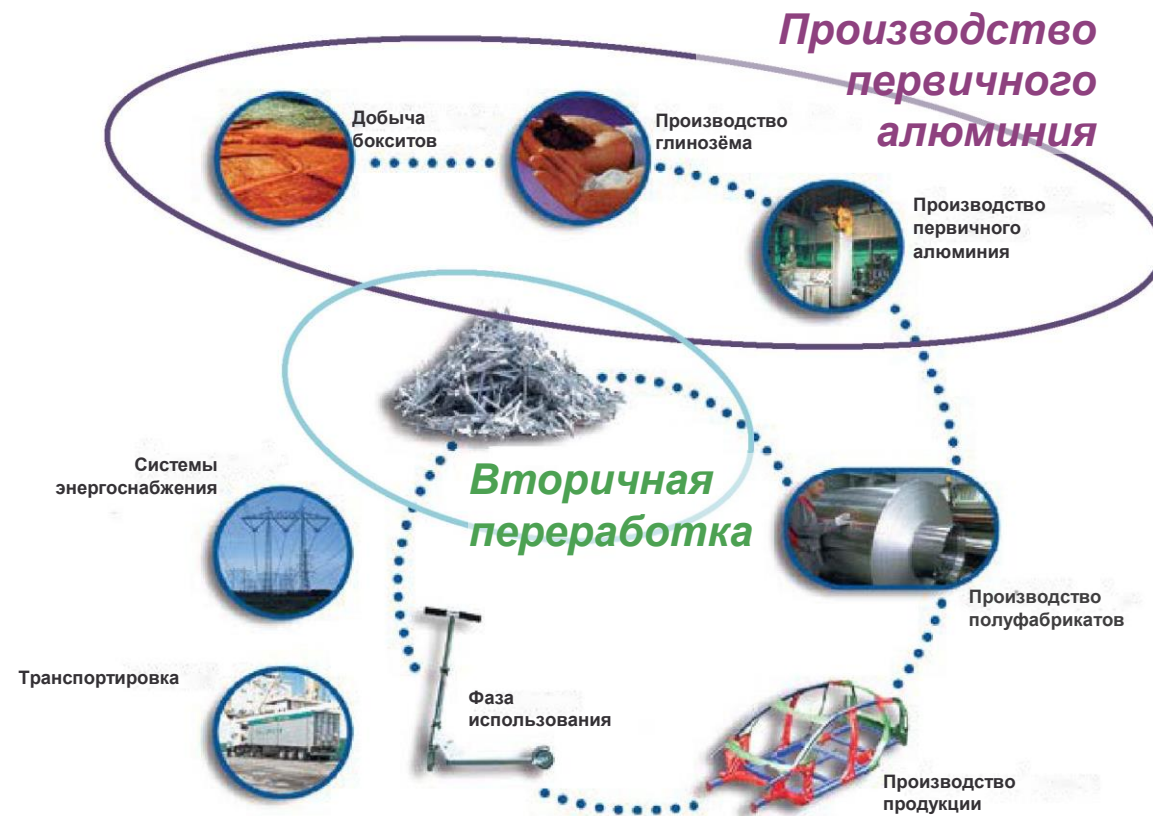 Производство
первичного
алюминия
Добыча
бокситов
Производство
глинозёма
Производство
первичного
алюминия
Вторичная
переработка
Системы
энергоснабжения
Производство
полуфабрикатов
Транспортировка
Фаза
использования
Производство
продукции